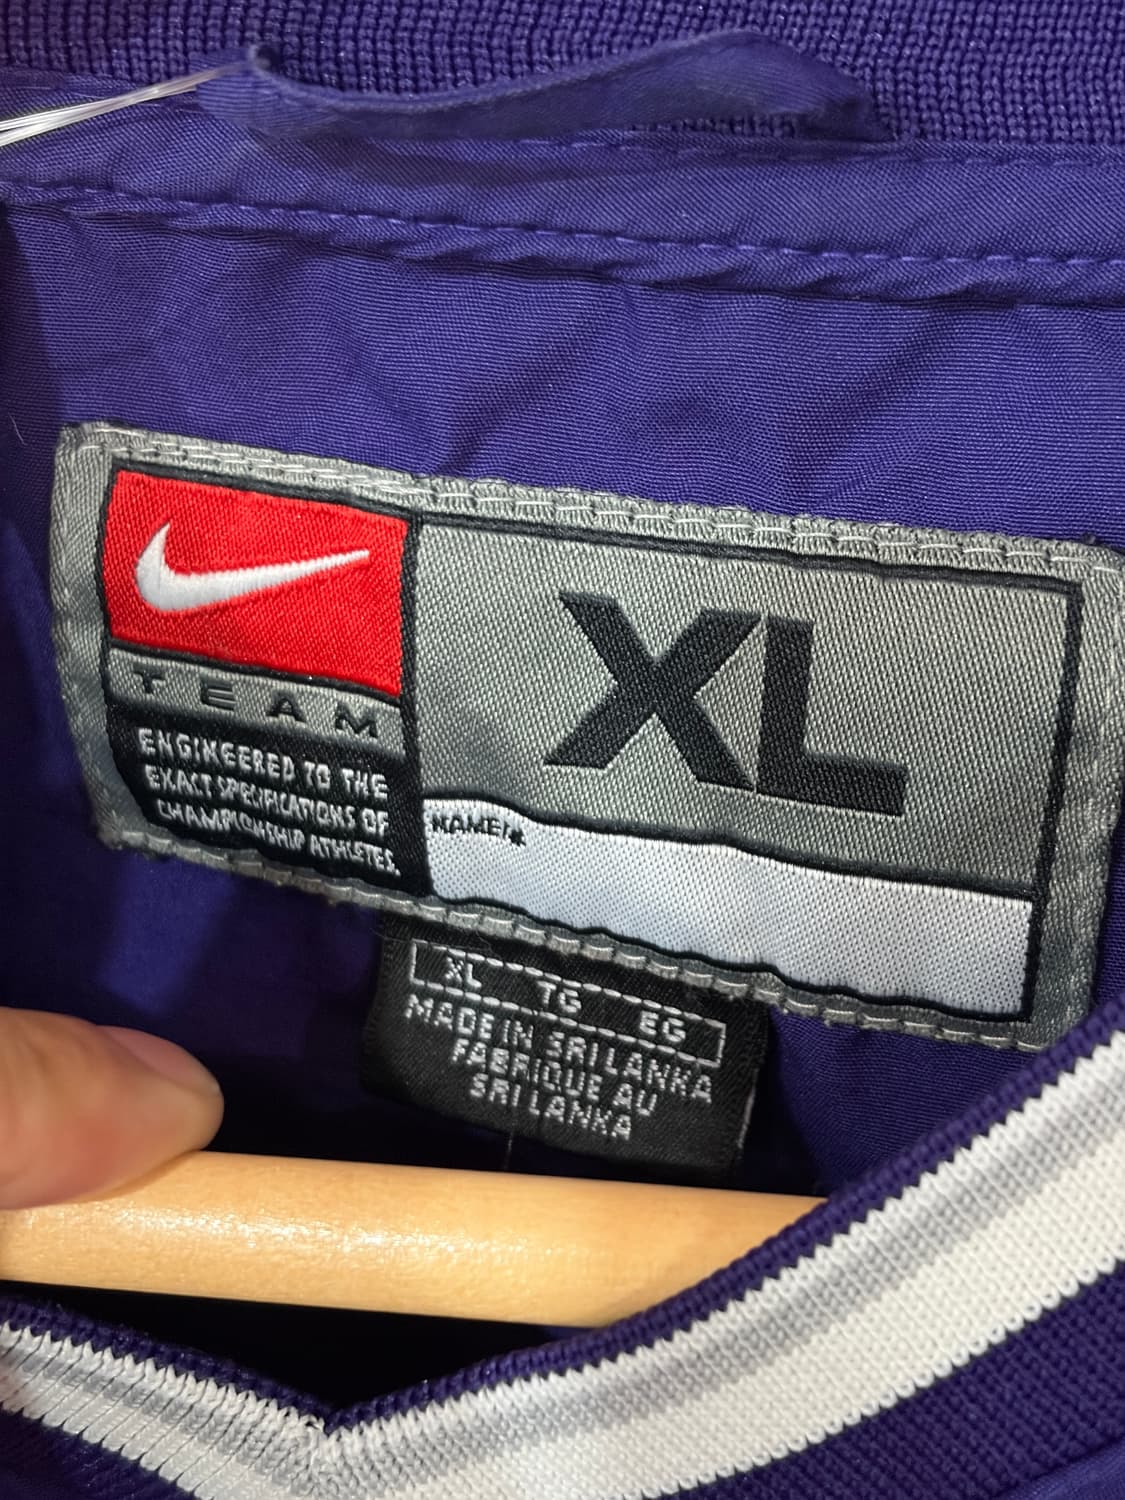 TEAM
ENGINEERED TO THE
EXACT SPECIFICATIONS OF
CHAMPIONSHIP ATHLETES.
XL
NAME/#
XL TG EG
MADE IN SRI LANKA
FABRIQUE AU
SRI LANKA